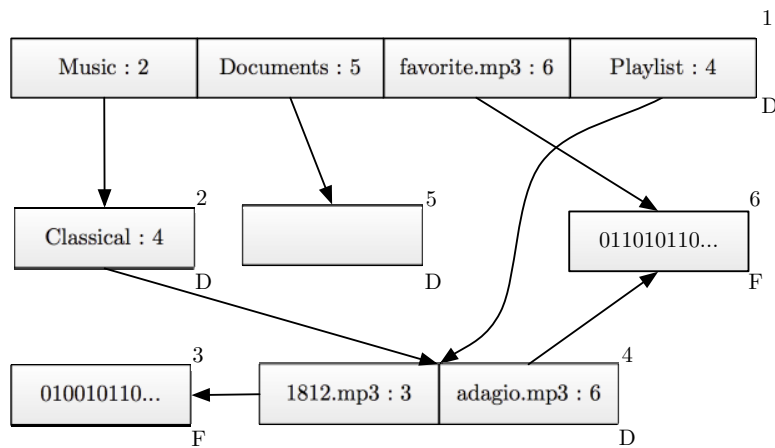 1
Music : 2 Documents : 5 favorite.mp3 : 6 Playlist : 4
D
2 5 6
Classical : 4 011010110...
D D F
3 4
010010110... 1812.mp3 : 3 adagio.mp3 : 6
F D